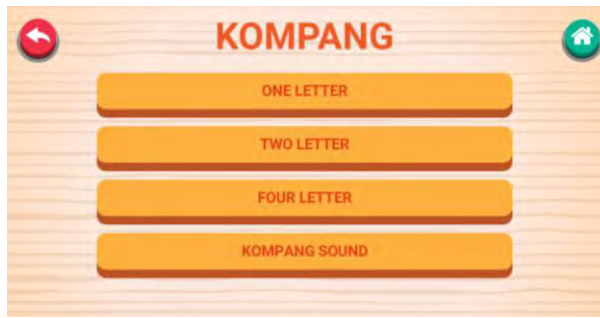 KOMPANG
ONE LETTER
TWO LETTER
FOUR LETTER
KOMPANG SOUND